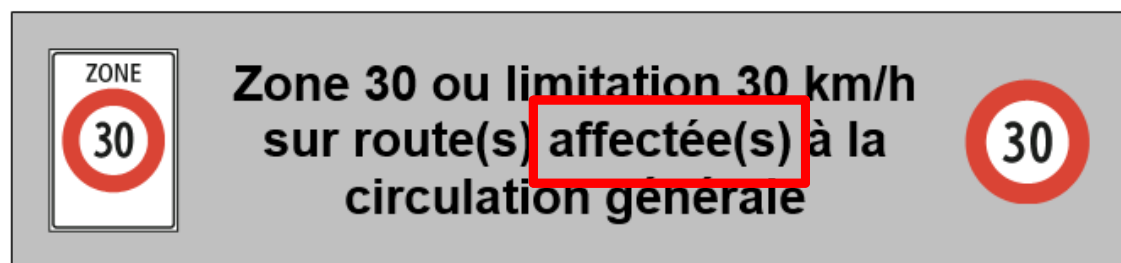 ZONE
30
Zone 30 ou limitation 30 km/h
sur route(s) affectée(s) à la
circulation générale
30